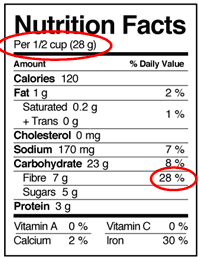 Nutrition Facts
Per 1/2 cup (28 g)
Amount % Daily Value
Calories 120
Fat 1 g 2 %
Saturated 0.2 g
+ Trans 0 g 1 %
Cholesterol 0 mg
Sodium 170 mg 7 %
Carbohydrate 23 g 8 %
Fibre 7 g 28 %
Sugars 5 g
Protein 3 g
Vitamin A 0 % Vitamin C 0 %
Calcium 2 % Iron 30 %